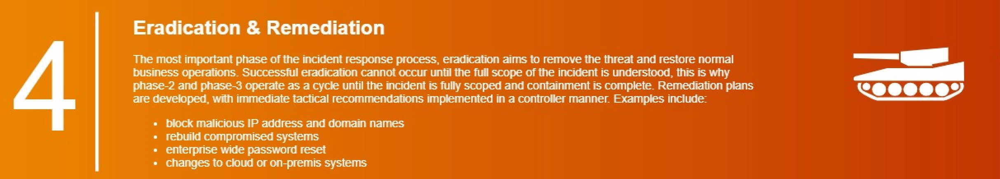 4
Eradication & Remediation
The most important phase of the incident response process, eradication aims to remove the threat and restore normal
business operations. Successful eradication cannot occur until the full scope of the incident is understood, this is why
phase-2 and phase-3 operate as a cycle until the incident is fully scoped and containment is complete. Remediation plans
are developed, with immediate tactical recommendations implemented in a controller manner. Examples include:
• block malicious IP address and domain names
• rebuild compromised systems
• enterprise wide password reset
• changes to cloud or on-premis systems